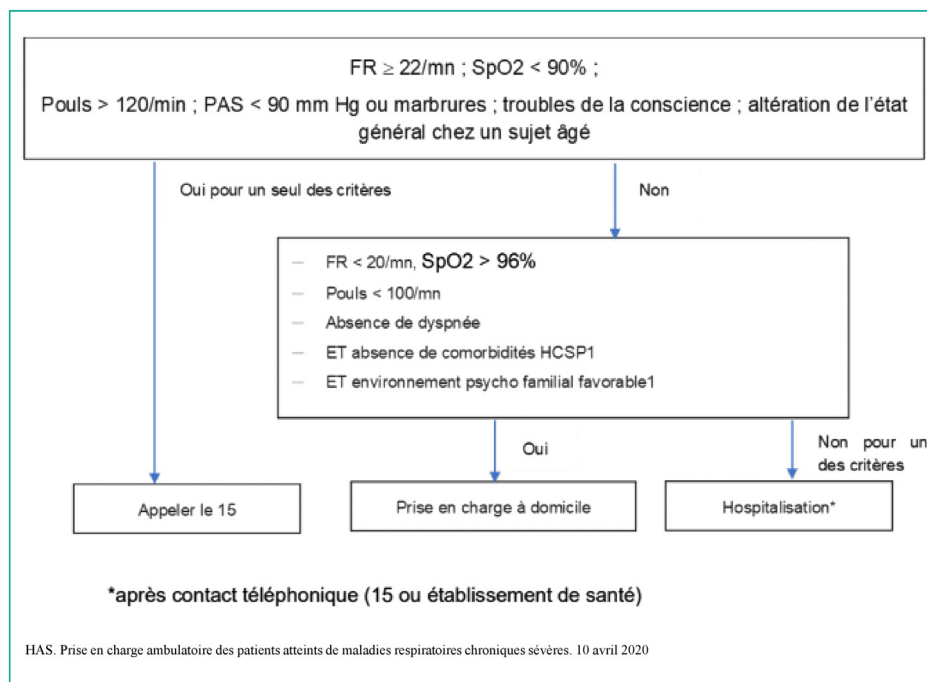 FR ≥ 22/mn ; SpO2 < 90% ;
Pouls > 120/min ; PAS < 90 mm Hg ou marbrures ; troubles de la conscience ; altération de l'état
général chez un sujet âgé
Oui pour un seul des critères
Non
– FR < 20/mn, SpO2 > 96%
– Pouls < 100/mn
– Absence de dyspnée
– ET absence de comorbidités HCSP1
– ET environnement psycho familial favorable1
Oui
Non pour un
des critères
Appeler le 15
Prise en charge à domicile
Hospitalisation*
*après contact téléphonique (15 ou établissement de santé)
HAS. Prise en charge ambulatoire des patients atteints de maladies respiratoires chroniques sévères. 10 avril 2020